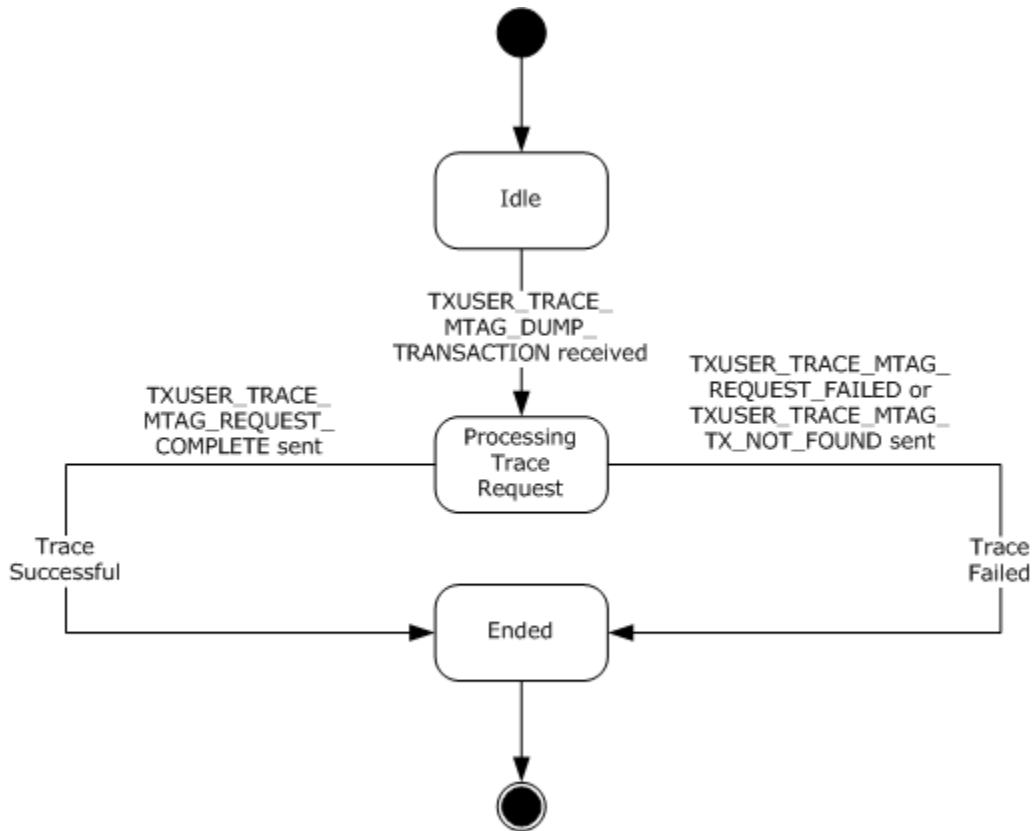 Idle
TXUSER_TRACE_
MTAG_DUMP_
TRANSACTION received
TXUSER_TRACE_
MTAG_REQUEST_
COMPLETE sent
TXUSER_TRACE_MTAG_
REQUEST_FAILED or
TXUSER_TRACE_MTAG_
TX_NOT_FOUND sent
Processing
Trace
Request
Trace
Successful
Trace
Failed
Ended